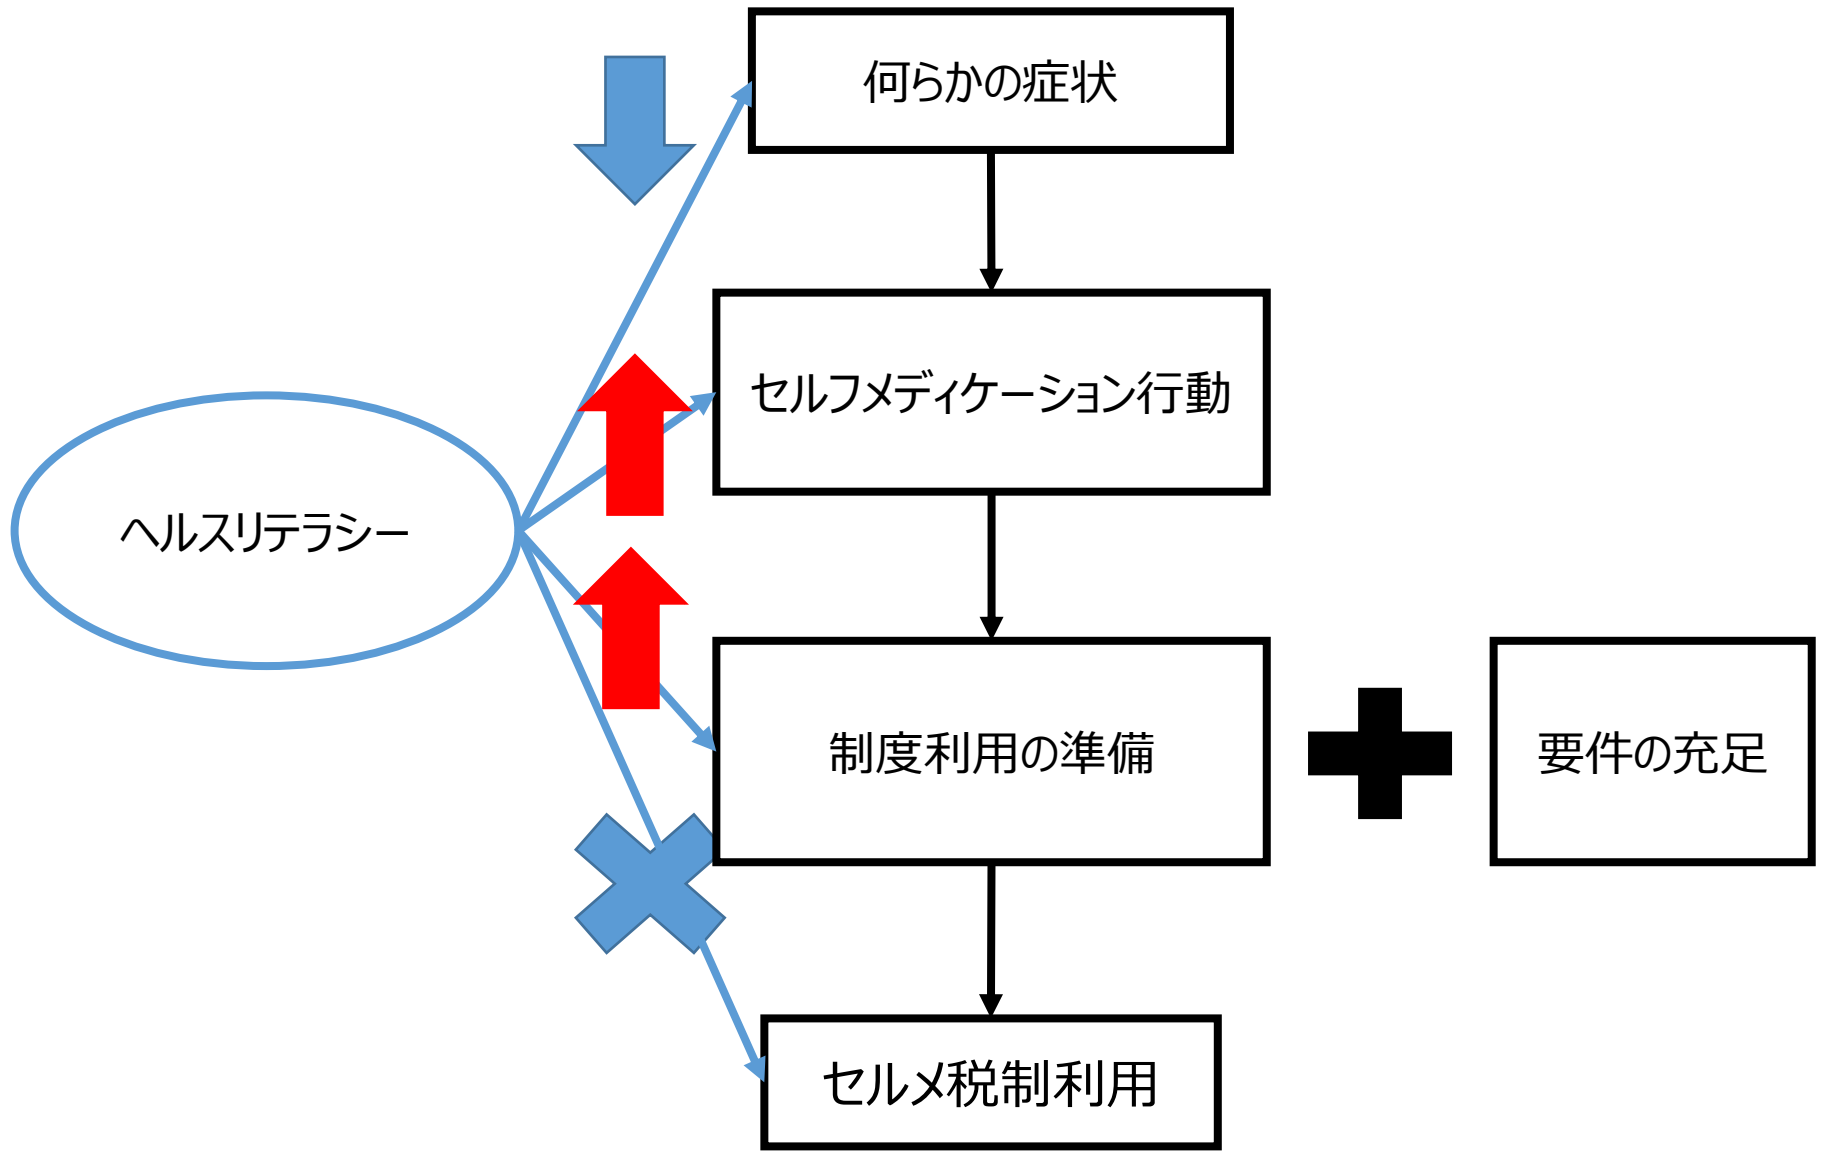 何らかの症状
セルフメディケーション行動
ヘルスリテラシー
制度利用の準備
要件の充足
セルメ税制利用